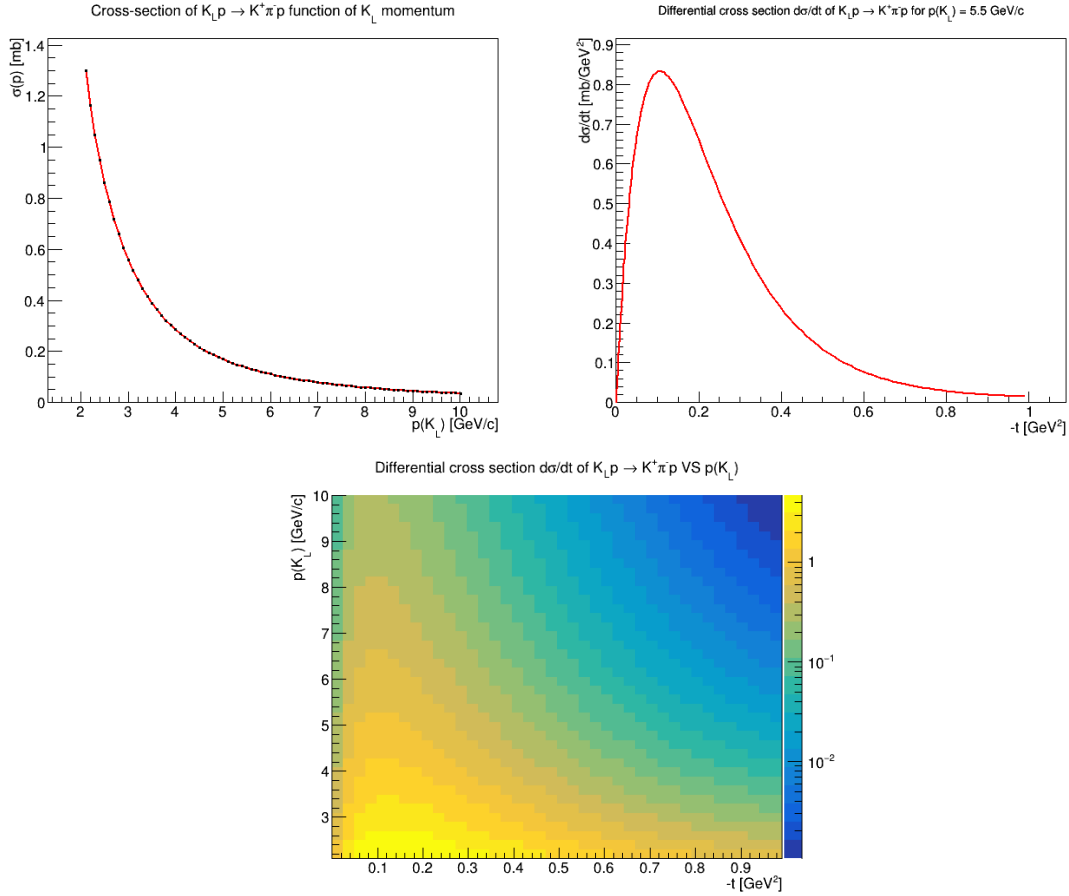 Cross-section of K_L p → K⁺π⁻p function of K_L momentum
σ(p) [mb]
1.4
1.2
1
0.8
0.6
0.4
0.2
0
2 3 4 5 6 7 8 9 10
p(K_L) [GeV/c]
Differential cross section dσ/dt of K_L p → K⁺π⁻p for p(K_L) = 5.5 GeV/c
dσ/dt [mb/GeV²]
0.9
0.8
0.7
0.6
0.5
0.4
0.3
0.2
0.1
0
0 0.2 0.4 0.6 0.8 1
-t [GeV²]
Differential cross section dσ/dt of K_L p → K⁺π⁻p VS p(K_L)
p(K_L) [GeV/c]
10
9
8
7
6
5
4
3
0.1 0.2 0.3 0.4 0.5 0.6 0.7 0.8 0.9
-t [GeV²]
1
10⁻¹
10⁻²